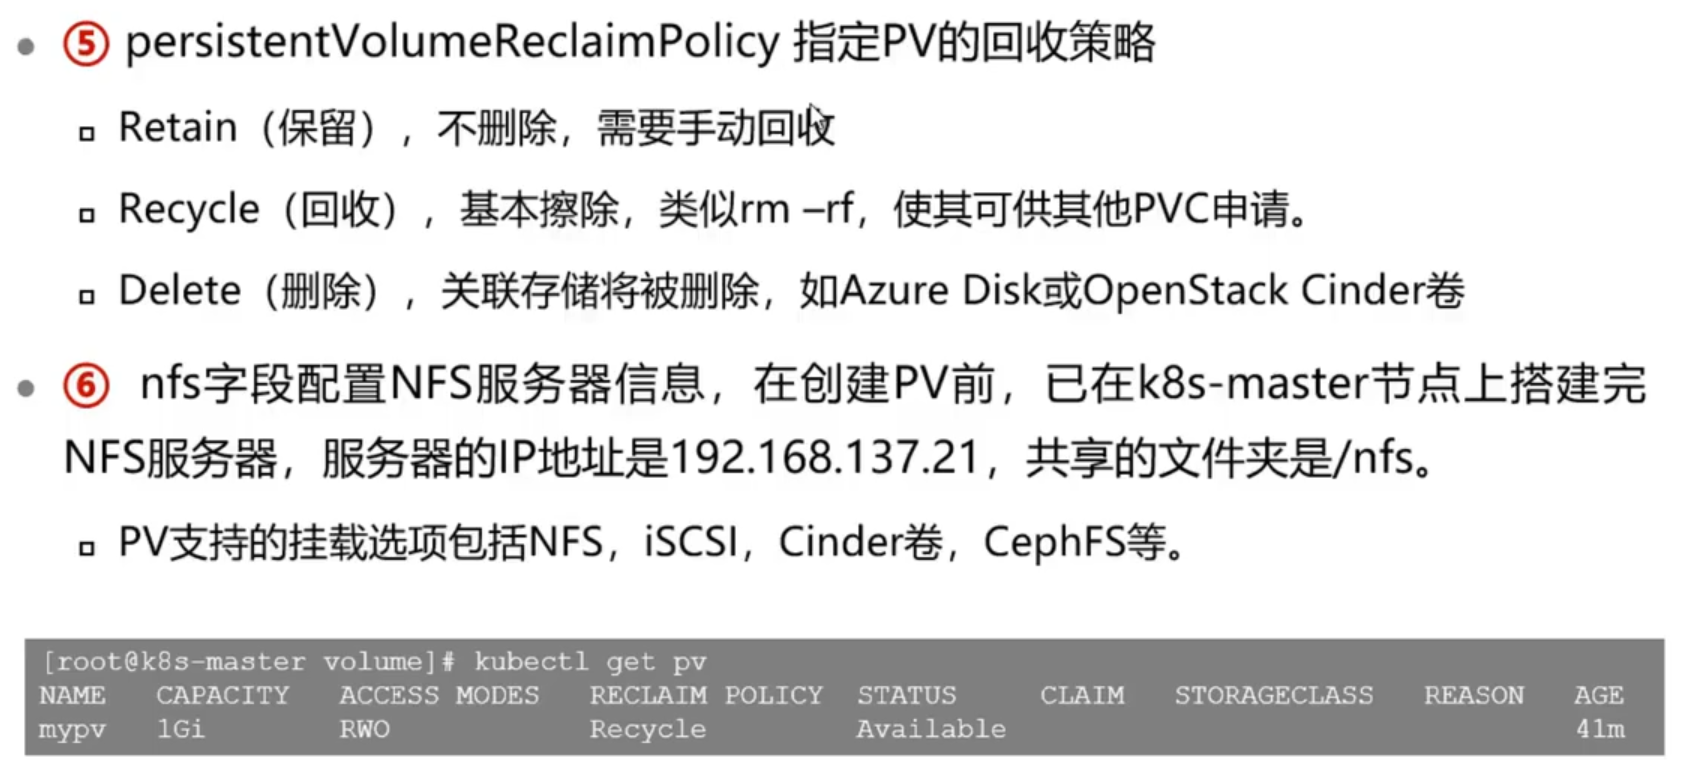 ⑤ persistentVolumeReclaimPolicy 指定PV的回收策略
Retain（保留），不删除，需要手动回收
Recycle（回收），基本擦除，类似rm –rf，使其可供其他PVC申请。
Delete（删除），关联存储将被删除，如Azure Disk或OpenStack Cinder卷
⑥ nfs字段配置NFS服务器信息，在创建PV前，已在k8s-master节点上搭建完
NFS服务器，服务器的IP地址是192.168.137.21，共享的文件夹是/nfs。
PV支持的挂载选项包括NFS，iSCSI，Cinder卷，CephFS等。
[root@k8s-master volume]# kubectl get pv
NAME CAPACITY ACCESS MODES RECLAIM POLICY STATUS CLAIM STORAGECLASS REASON AGE
mypv 1Gi RWO Recycle Available 41m